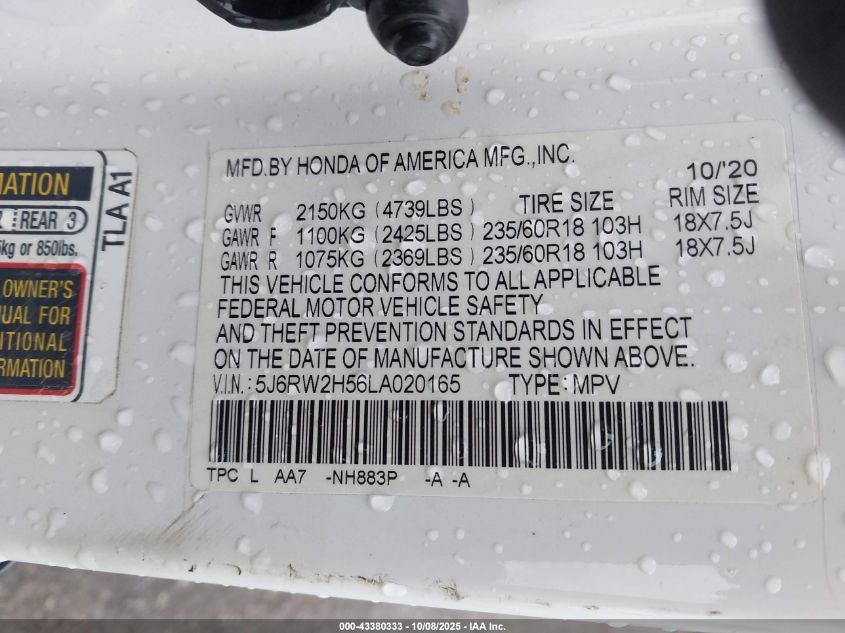 MATION
REAR 3
kg or 850lbs.
OWNER'S
UAL FOR
ITIONAL
RMATION
TLA A1
MFD.BY HONDA OF AMERICA MFG.,INC. 10/'20
GVWR 2150KG (4739LBS) TIRE SIZE RIM SIZE
GAWR F 1100KG (2425LBS) 235/60R18 103H 18X7.5J
GAWR R 1075KG (2369LBS) 235/60R18 103H 18X7.5J
THIS VEHICLE CONFORMS TO ALL APPLICABLE
FEDERAL MOTOR VEHICLE SAFETY
AND THEFT PREVENTION STANDARDS IN EFFECT
ON THE DATE OF MANUFACTURE SHOWN ABOVE.
V.I.N.: 5J6RW2H56LA020165 TYPE: MPV
TPC L AA7 -NH883P -A -A
000-43380333 - 10/08/2025 - IAA Inc.